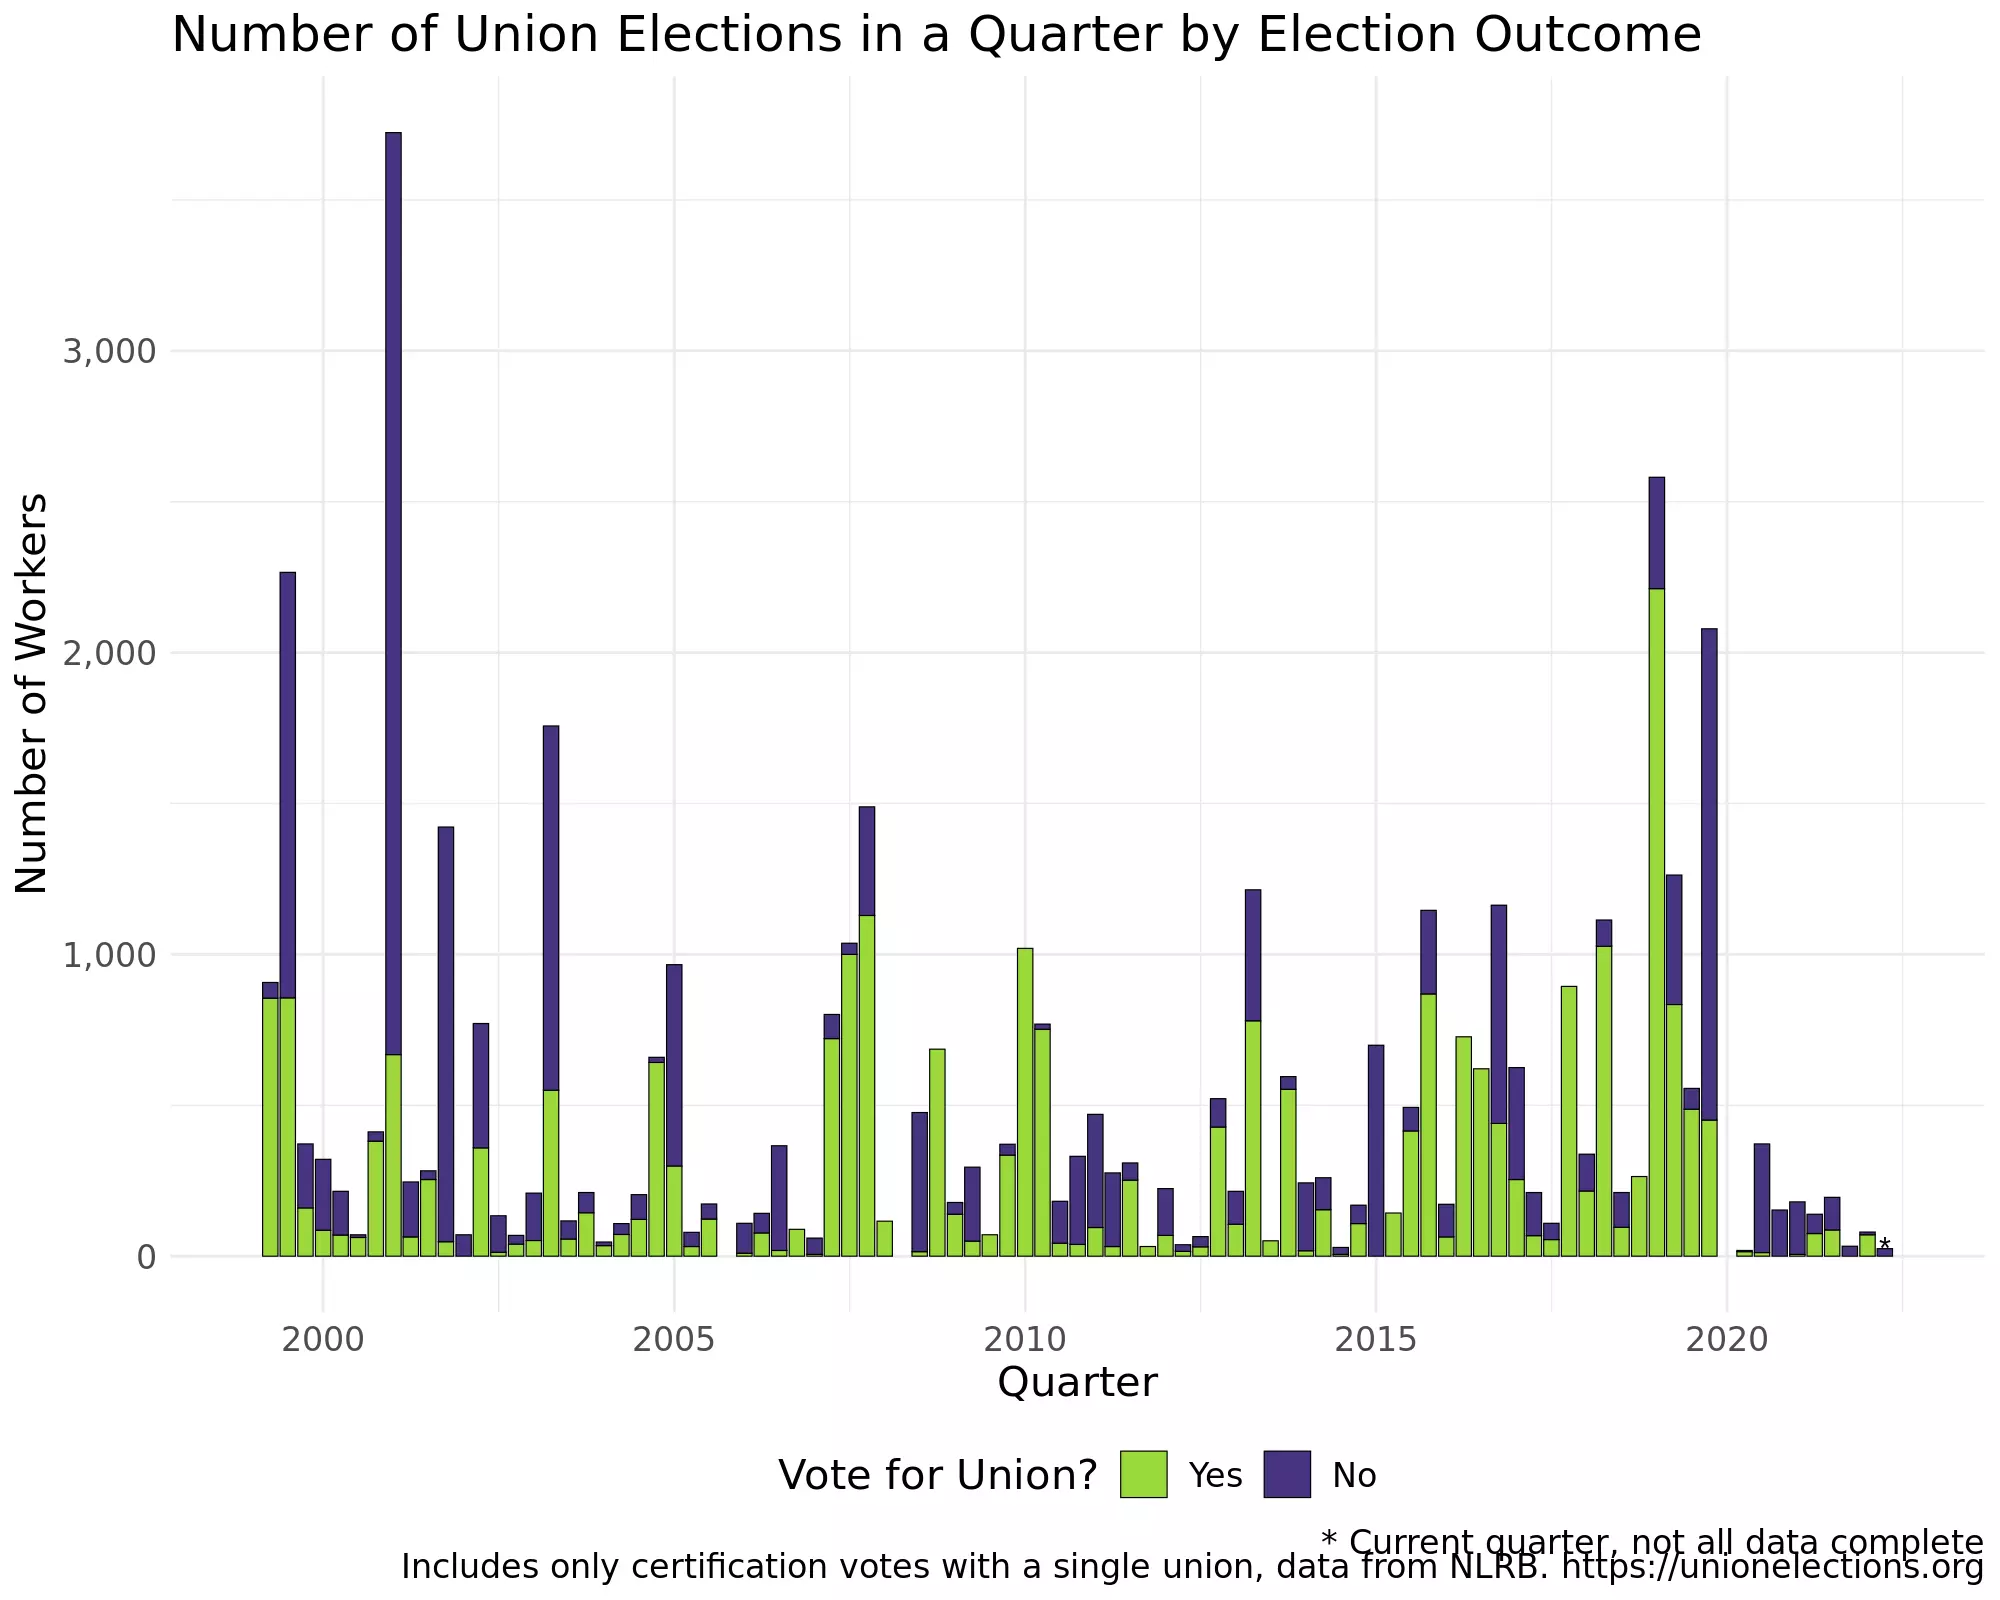 Number of Union Elections in a Quarter by Election Outcome
Number of Workers
3,000
2,000
1,000
0
*
2000 2005 2010 2015 2020
Quarter
Vote for Union? Yes No
* Current quarter, not all data complete
Includes only certification votes with a single union, data from NLRB. https://unionelections.org